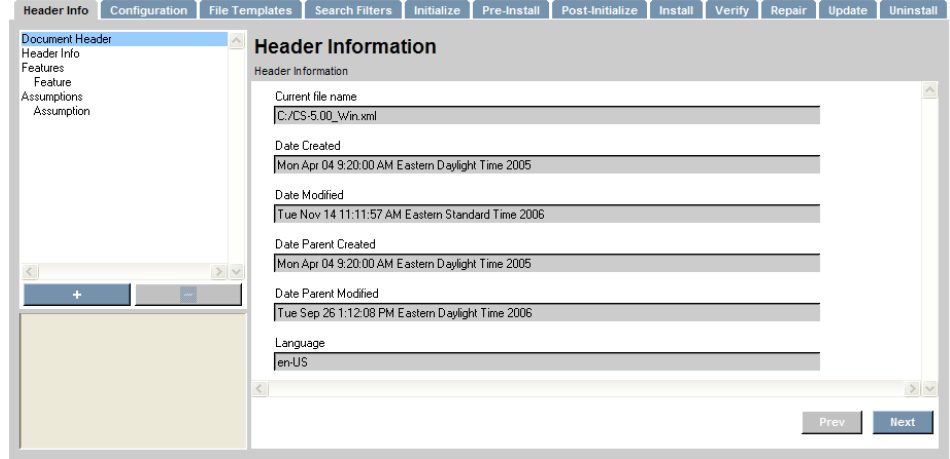 Header Info Configuration File Templates Search Filters Initialize Pre-Install Post-Initialize Install Verify Repair Update Uninstall
Document Header
Header Info
Features
Feature
Assumptions
Assumption
+
−
Header Information
Header Information
Current file name
C:/CS-5.00_Win.xml
Date Created
Mon Apr 04 9:20:00 AM Eastern Daylight Time 2005
Date Modified
Tue Nov 14 11:11:57 AM Eastern Standard Time 2006
Date Parent Created
Mon Apr 04 9:20:00 AM Eastern Daylight Time 2005
Date Parent Modified
Tue Sep 26 1:12:08 PM Eastern Daylight Time 2006
Language
en-US
Prev Next